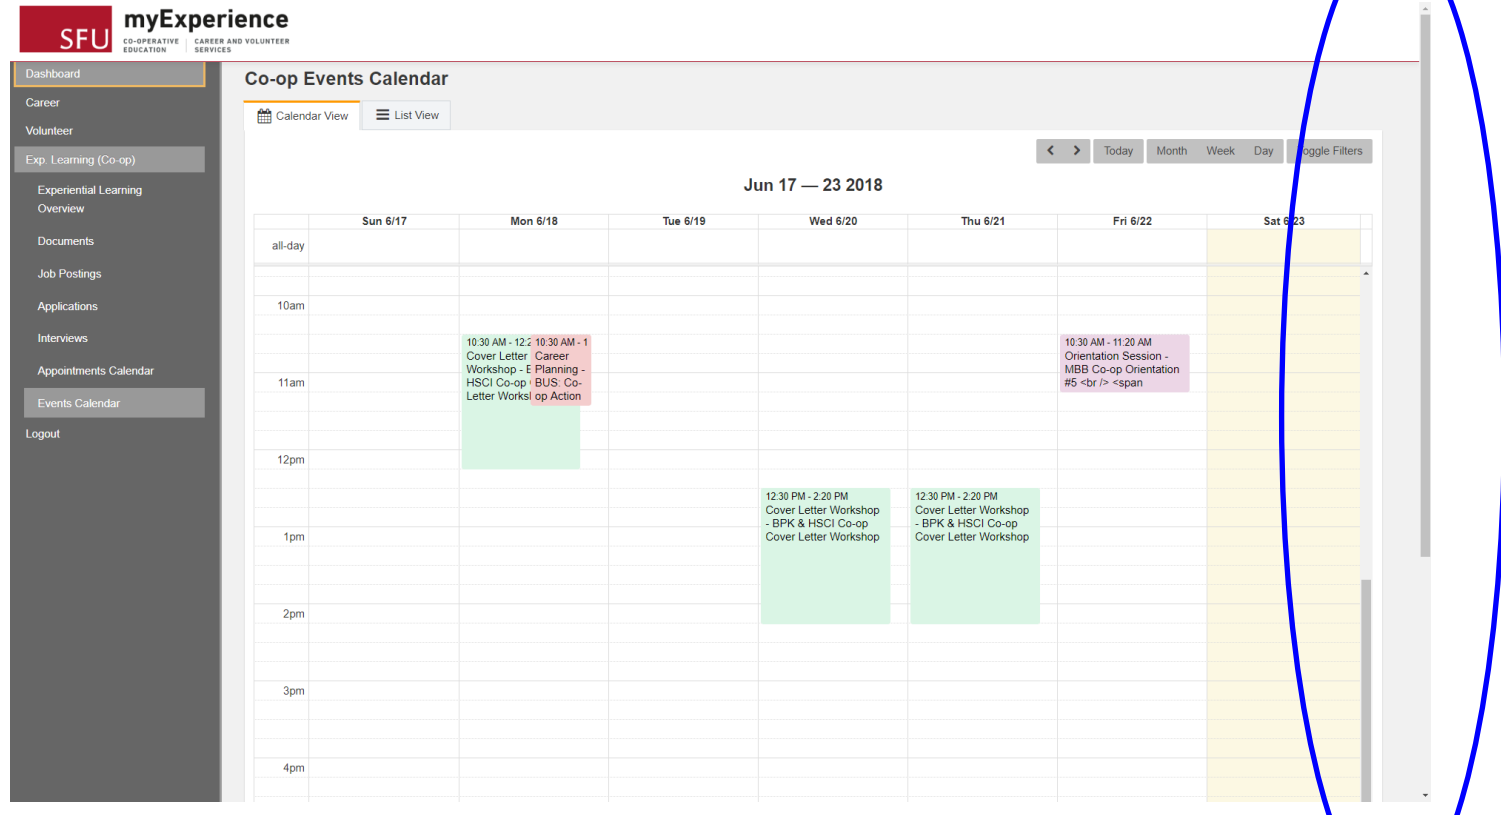 SFU
myExperience
CO-OPERATIVE EDUCATION
CAREER AND VOLUNTEER SERVICES
Dashboard
Career
Volunteer
Exp. Learning (Co-op)
Experiential Learning
Overview
Documents
Job Postings
Applications
Interviews
Appointments Calendar
Events Calendar
Logout
Co-op Events Calendar
Calendar View
List View
Today
Month
Week
Day
oggle Filters
Jun 17 — 23 2018
Sun 6/17
Mon 6/18
Tue 6/19
Wed 6/20
Thu 6/21
Fri 6/22
Sat 6/23
all-day
10am
11am
12pm
1pm
2pm
3pm
4pm
10:30 AM - 12:2
Cover Letter
Workshop - E
HSCI Co-op
Letter Works
10:30 AM - 1
Career
Planning -
BUS: Co-
op Action
12:30 PM - 2:20 PM
Cover Letter Workshop
- BPK & HSCI Co-op
Cover Letter Workshop
12:30 PM - 2:20 PM
Cover Letter Workshop
- BPK & HSCI Co-op
Cover Letter Workshop
10:30 AM - 11:20 AM
Orientation Session -
MBB Co-op Orientation
#5 <br /> <span